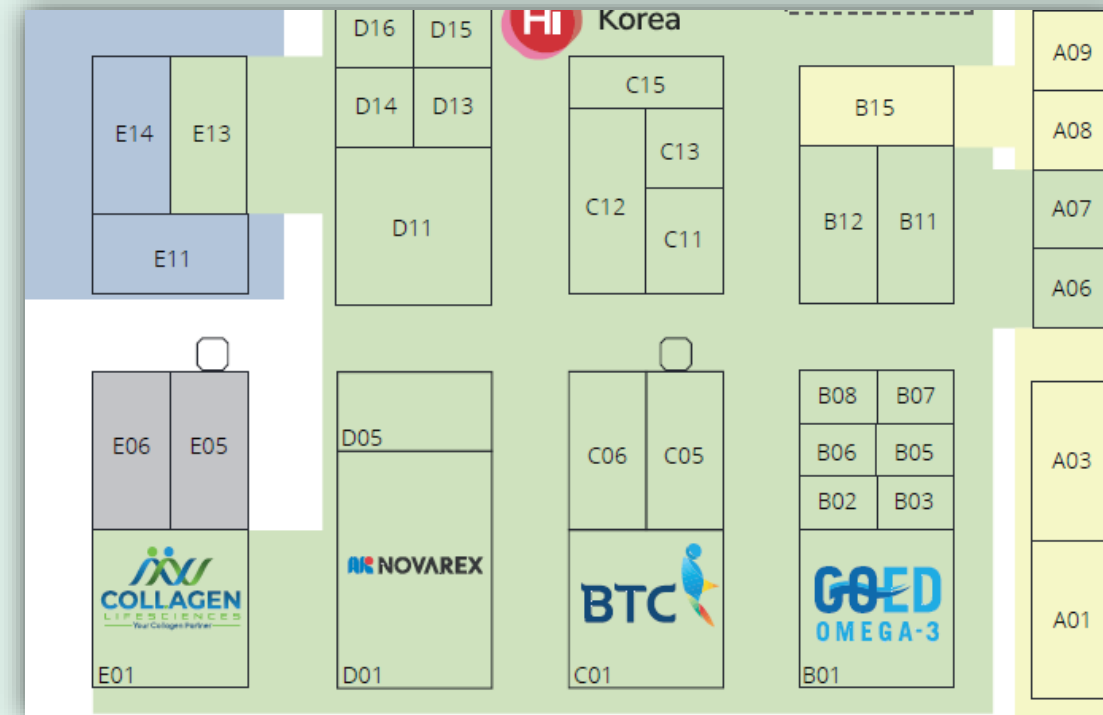 D16 D15
Hi Korea
A09
C15
D14 D13
B15
E14 E13
A08
C13
C12
A07
D11
B12 B11
C11
E11
A06
B08 B07
D05
E06 E05
C06 C05
B06 B05
A03
B02 B03
COLLAGEN
LIFESCIENCES
Your Collagen Partner
NOVAREX
BTC
GOED
OMEGA-3
A01
E01
D01
C01
B01